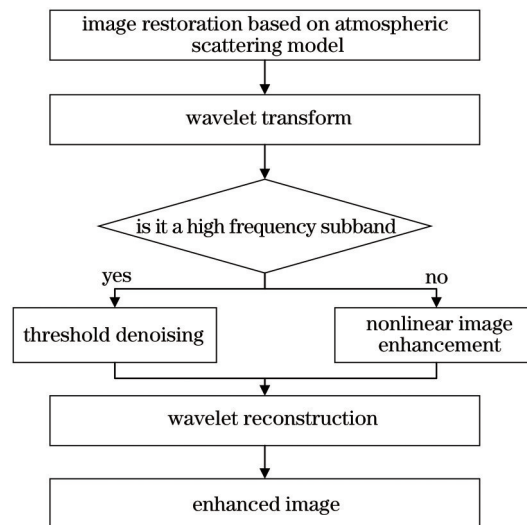 image restoration based on atmospheric
scattering model
wavelet transform
is it a high frequency subband
yes
no
threshold denoising
nonlinear image
enhancement
wavelet reconstruction
enhanced image